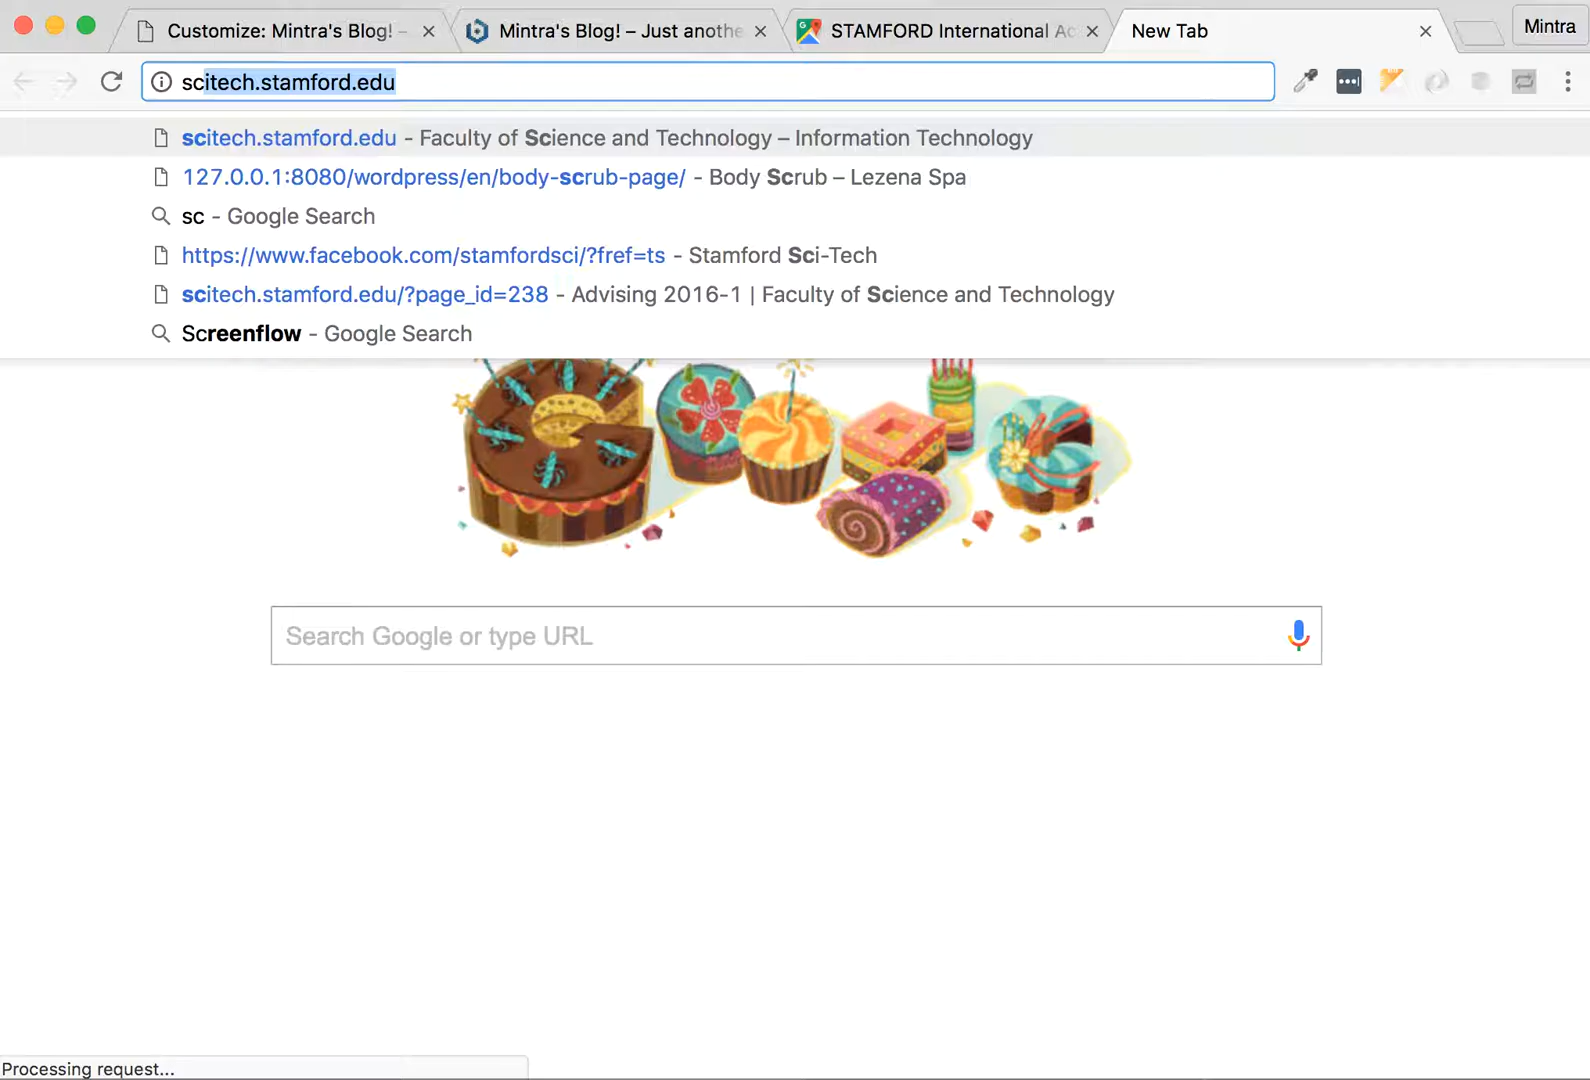 Customize: Mintra's Blog! –
Mintra's Blog! – Just anothe
STAMFORD International Ac
New Tab
Mintra
scitech.stamford.edu
scitech.stamford.edu - Faculty of Science and Technology – Information Technology
127.0.0.1:8080/wordpress/en/body-scrub-page/ - Body Scrub – Lezena Spa
sc - Google Search
https://www.facebook.com/stamfordsci/?fref=ts - Stamford Sci-Tech
scitech.stamford.edu/?page_id=238 - Advising 2016-1 | Faculty of Science and Technology
Screenflow - Google Search
Search Google or type URL
Processing request...